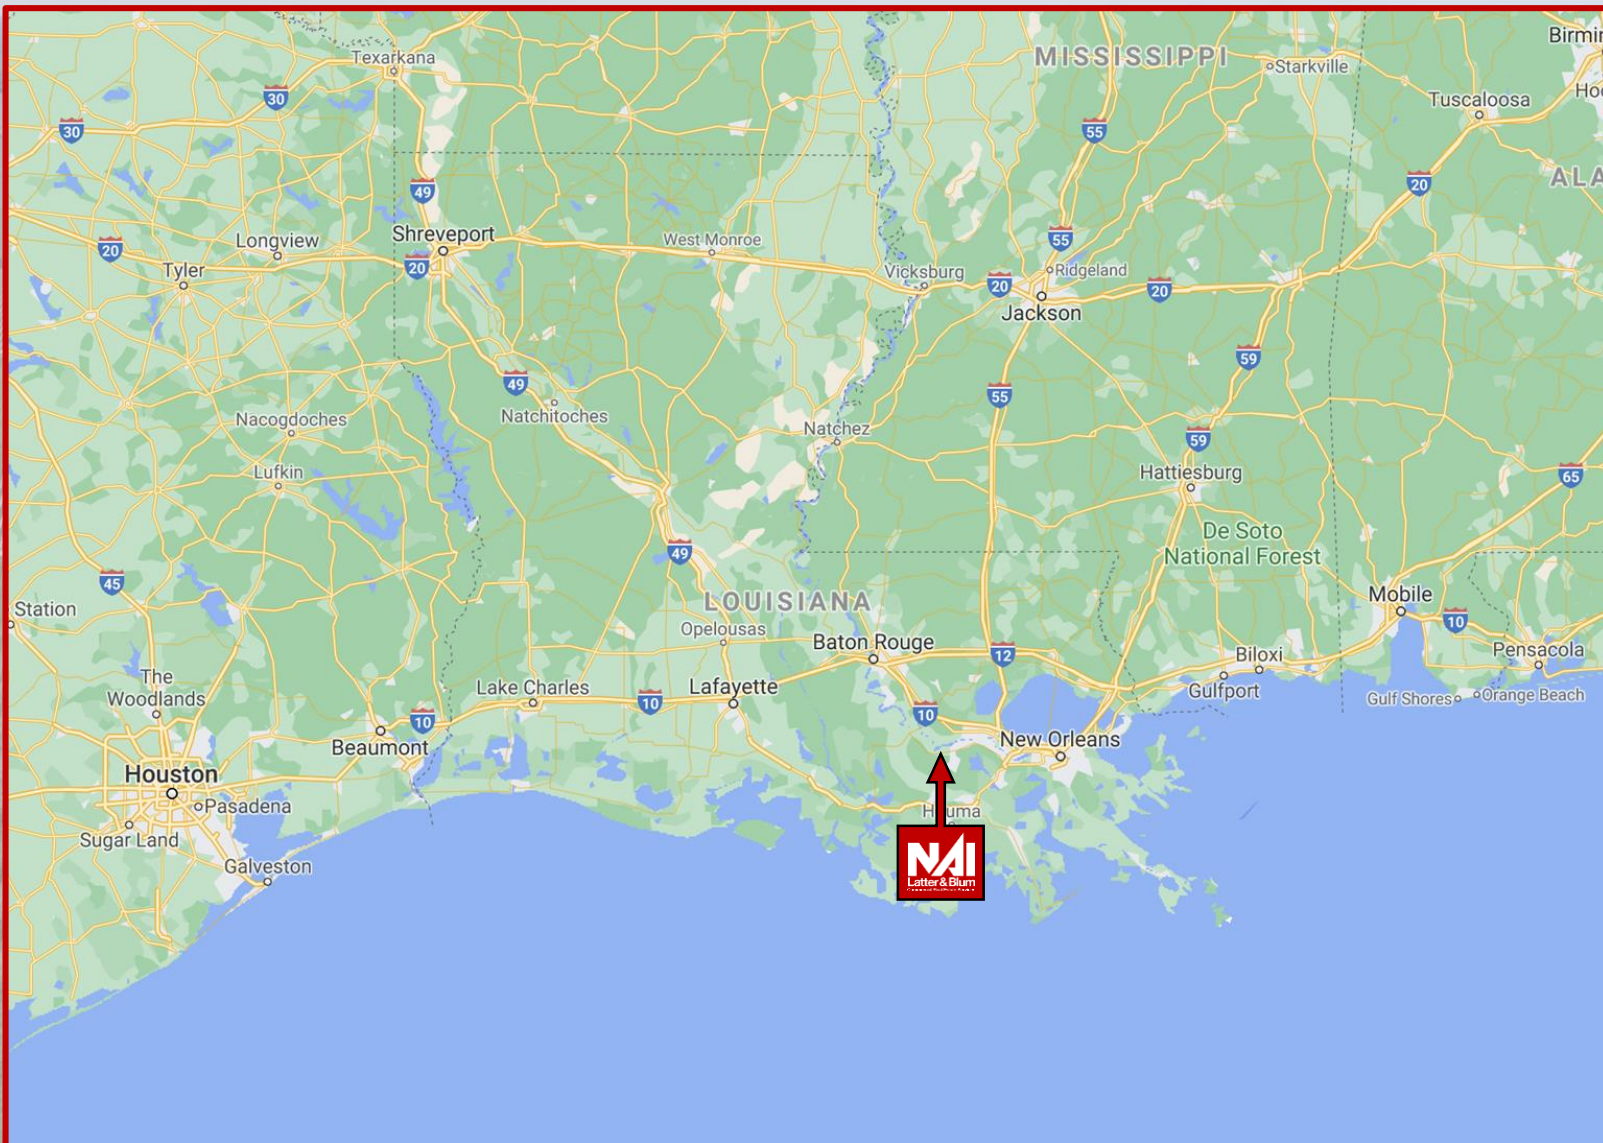 MISSISSIPPI
Birmin
Texarkana
Starkville
30
Tuscaloosa
Hoo
30
55
49
20
ALA
Shreveport
Longview
West Monroe
55
20
20
Vicksburg
Ridgeland
Tyler
20
20
Jackson
59
49
55
Natchitoches
Nacogdoches
Natchez
59
Lufkin
Hattiesburg
65
De Soto
National Forest
49
45
LOUISIANA
Mobile
Station
Opelousas
10
Baton Rouge
12
Biloxi
Pensacola
The
Woodlands
Lake Charles
Lafayette
10
Gulfport
Gulf Shores
Orange Beach
10
10
Beaumont
New Orleans
Houston
Pasadena
Houma
Sugar Land
Galveston
NAI
Latter & Blum